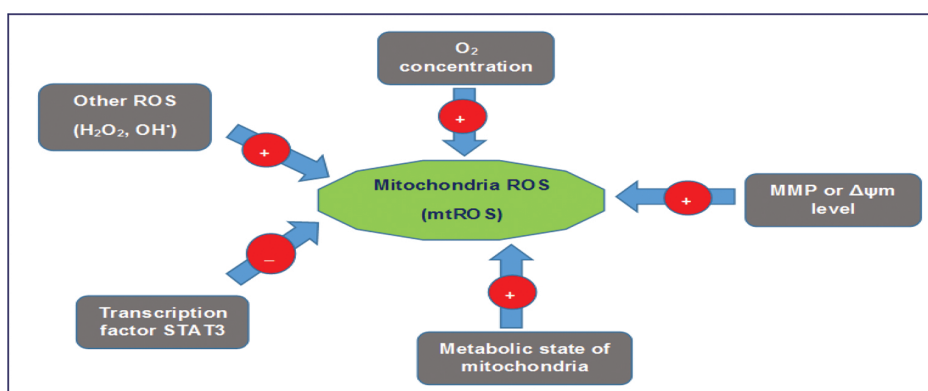 O₂
concentration
Other ROS
(H₂O₂, OH·)
+
+
Mitochondria ROS
(mtROS)
+
MMP or Δψm
level
–
Transcription
factor STAT3
+
Metabolic state of
mitochondria